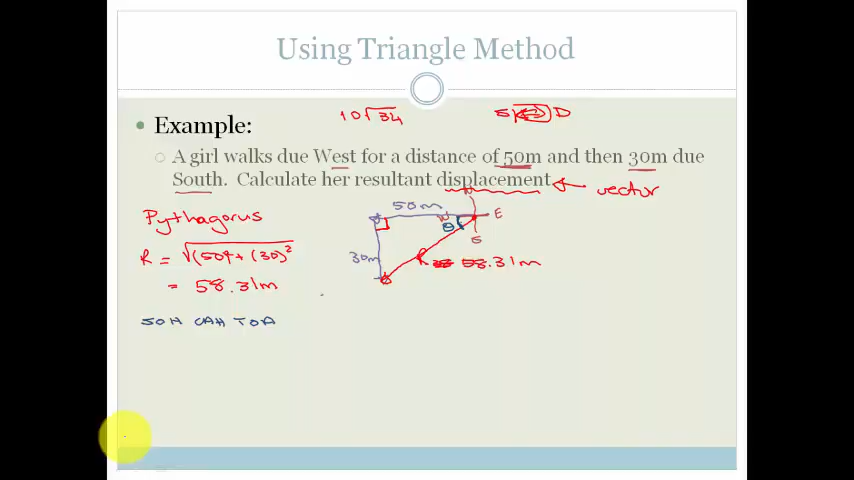 Using Triangle Method
Example:
10√34
S D
A girl walks due West for a distance of 50m and then 30m due
South. Calculate her resultant displacement
vector
Pythagorus
50m
N
W
E
θ
S
R = √(50)²+(30)²
30m
R
58.31m
= 58.31m
SOH CAH TOA